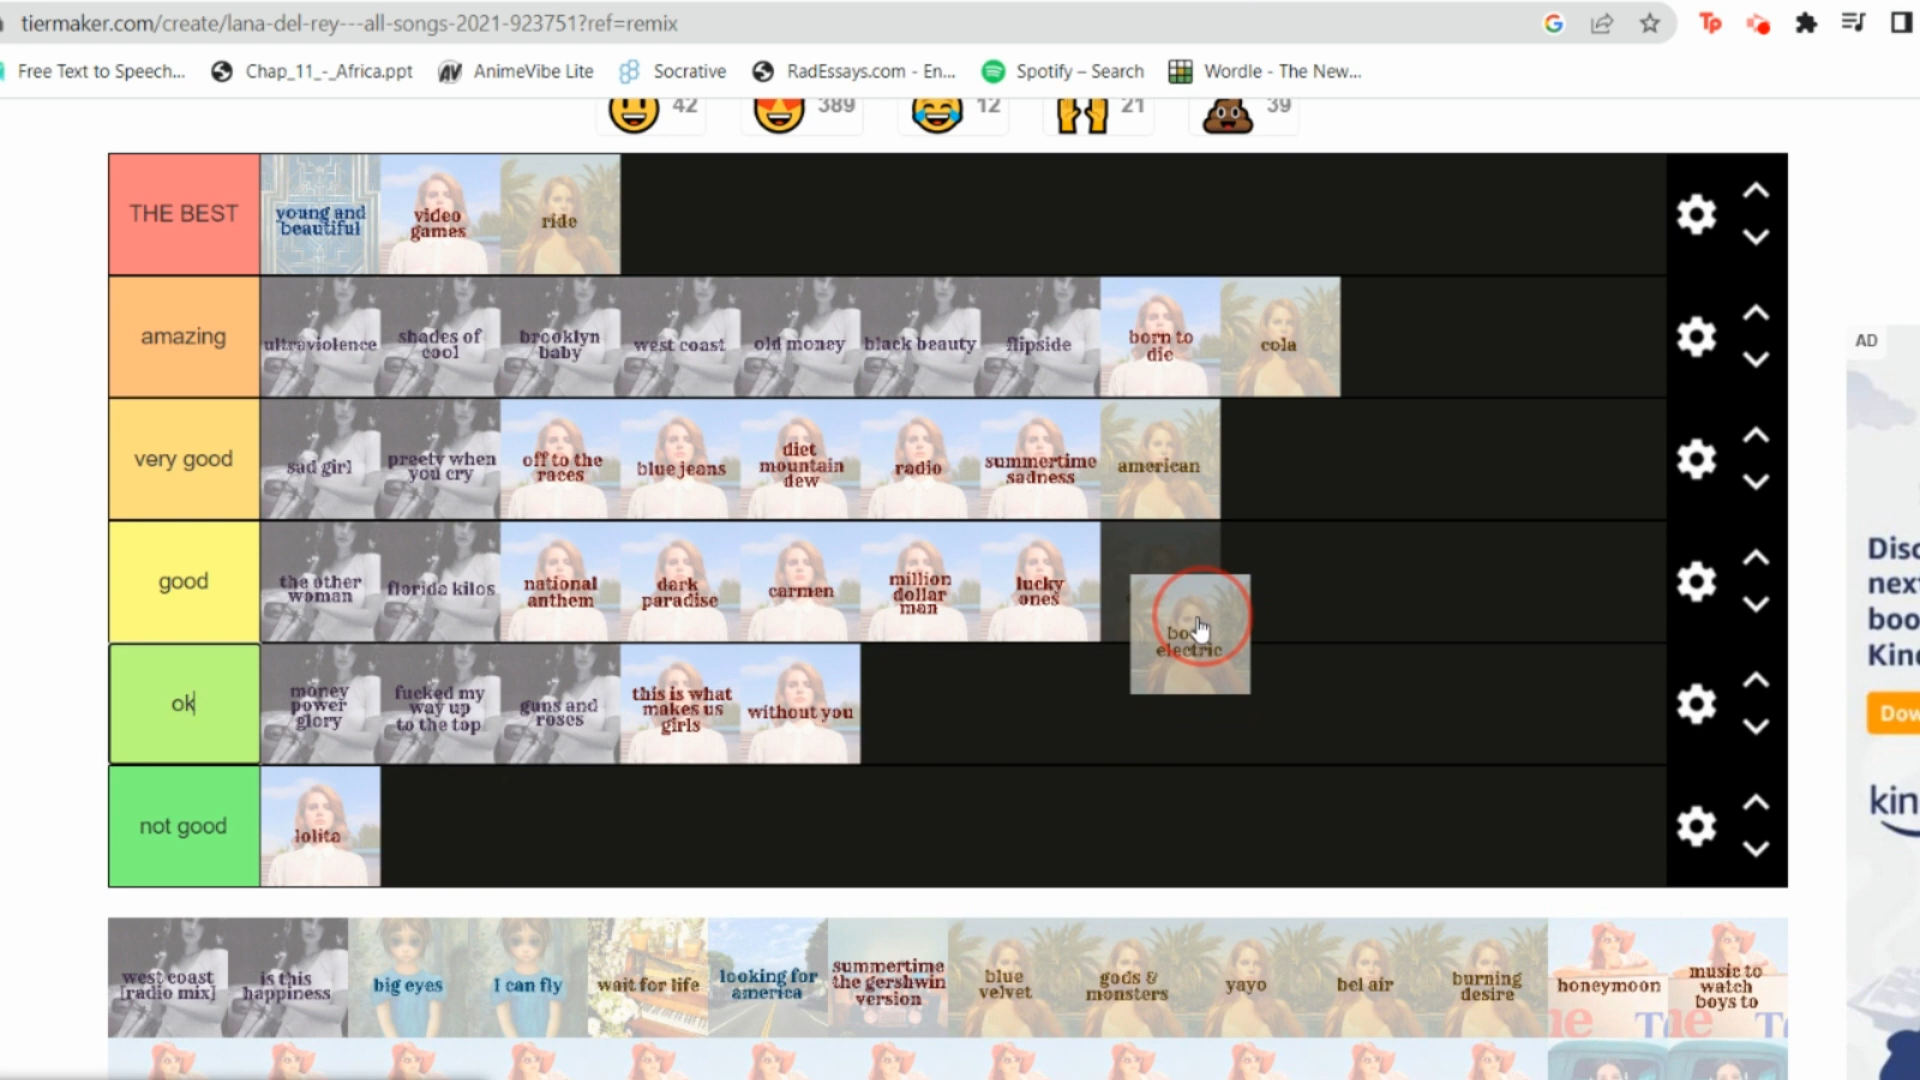 tiermaker.com/create/lana-del-rey---all-songs-2021-923751?ref=remix
Free Text to Speech...
Chap_11_-_Africa.ppt
AnimeVibe Lite
Socrative
RadEssays.com - En...
Spotify – Search
Wordle - The New...
42
389
12
21
39
THE BEST
young and
beautiful
video
games
ride
amazing
ultraviolence
shades of
cool
brooklyn
baby
west coast
old money
black beauty
flipside
born to
die
cola
very good
sad girl
preety when
you cry
off to the
races
blue jeans
diet
mountain
dew
radio
summertime
sadness
american
good
the other
woman
florida kilos
national
anthem
dark
paradise
carmen
million
dollar
man
lucky
ones
electric
ok
money
power
glory
fucked my
way up
to the top
guns and
roses
this is what
makes us
girls
without you
not good
lolita
west coast
[radio mix]
is this
happiness
big eyes
I can fly
wait for life
looking for
america
summertime
the gershwin
version
blue
velvet
gods &
monsters
yayo
bel air
burning
desire
honeymoon
music to
watch
boys to
AD